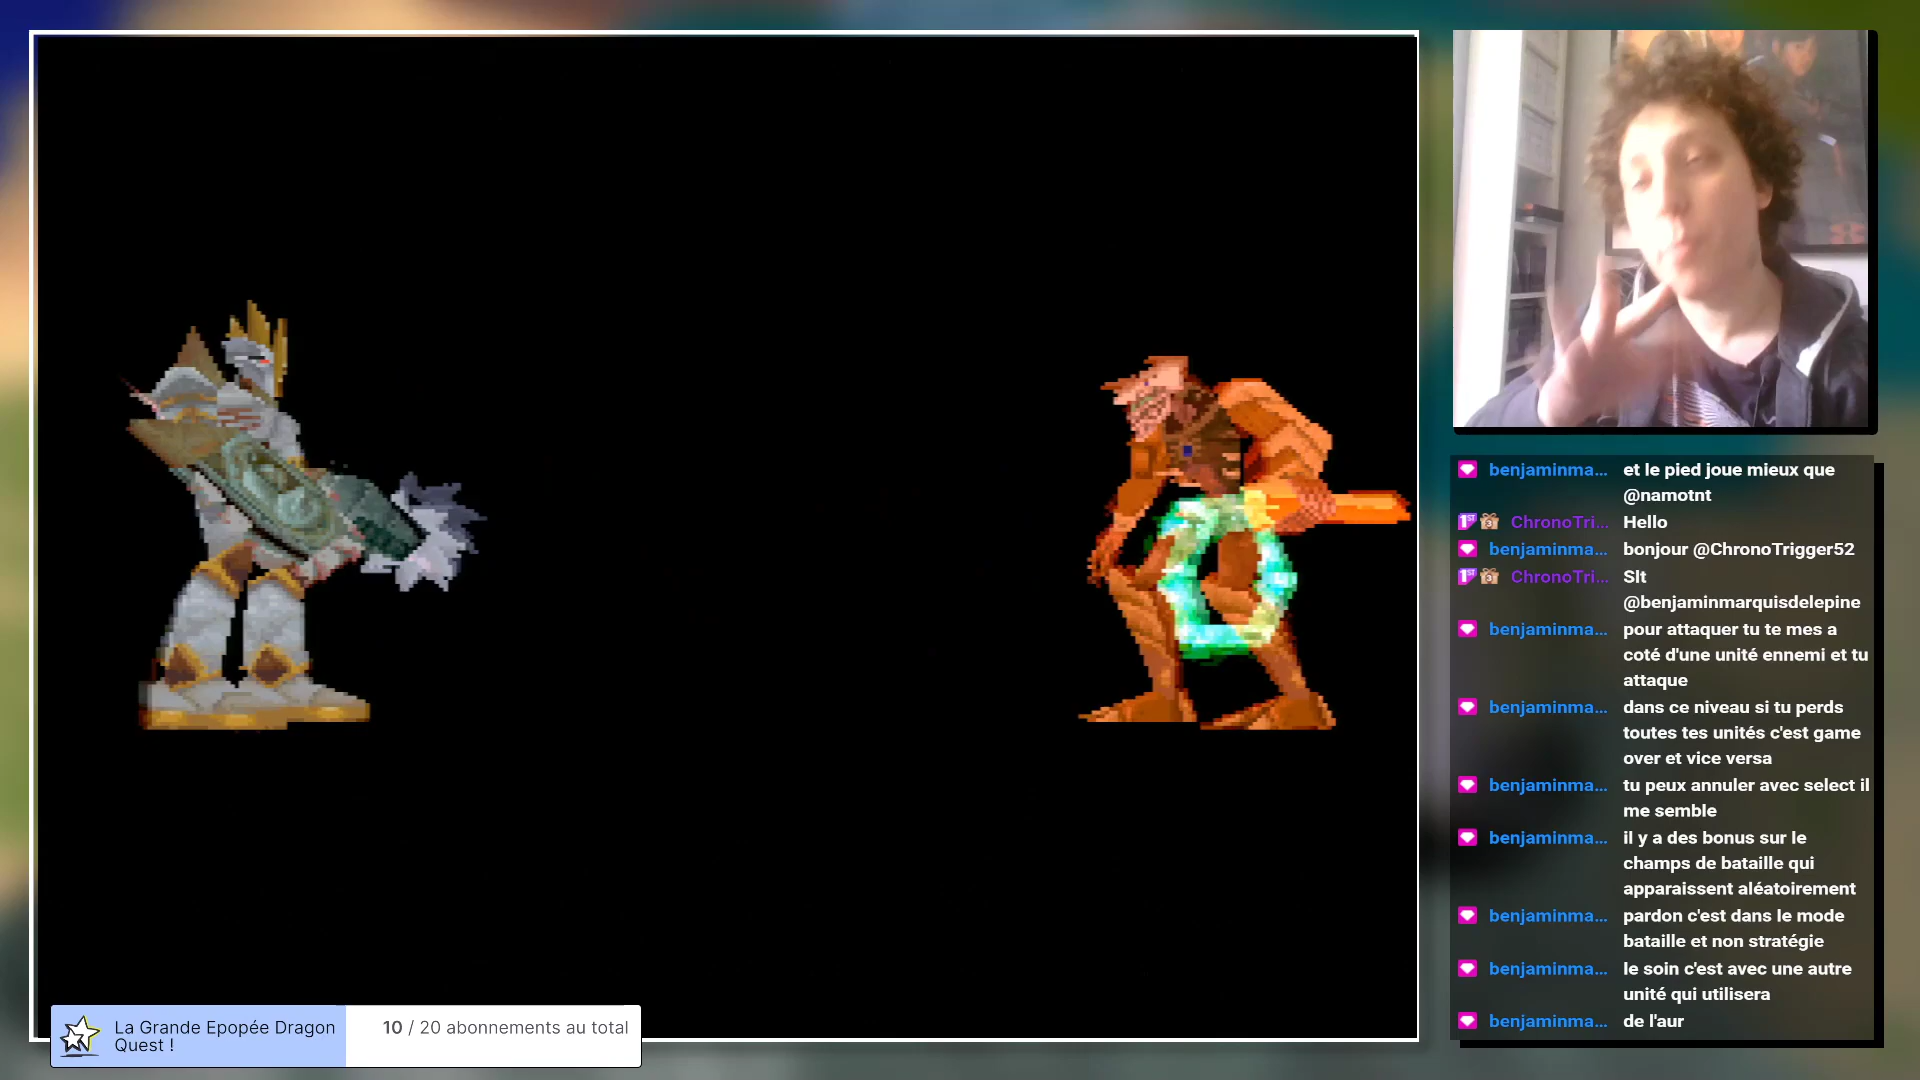 benjaminma... et le pied joue mieux que
@namotnt
ChronoTri... Hello
benjaminma... bonjour @ChronoTrigger52
ChronoTri... Slt
@benjaminmarquisdelepine
benjaminma... pour attaquer tu te mes a
coté d'une unité ennemi et tu
attaque
benjaminma... dans ce niveau si tu perds
toutes tes unités c'est game
over et vice versa
benjaminma... tu peux annuler avec select il
me semble
benjaminma... il y a des bonus sur le
champs de bataille qui
apparaissent aléatoirement
benjaminma... pardon c'est dans le mode
bataille et non stratégie
benjaminma... le soin c'est avec une autre
unité qui utilisera
benjaminma... de l'aur
La Grande Epopée Dragon
Quest !
10 / 20 abonnements au total